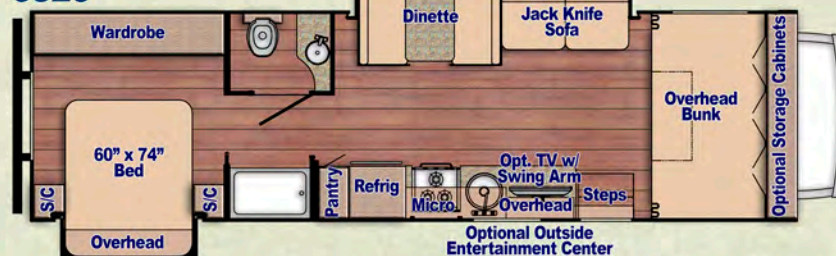 Wardrobe
Dinette
Jack Knife
Sofa
Optional Storage Cabinets
Overhead
Bunk
60" x 74"
Bed
S/C
S/C
Overhead
Pantry
Refrig
Micro
Opt. TV w/
Swing Arm
Overhead
Steps
Optional Outside
Entertainment Center